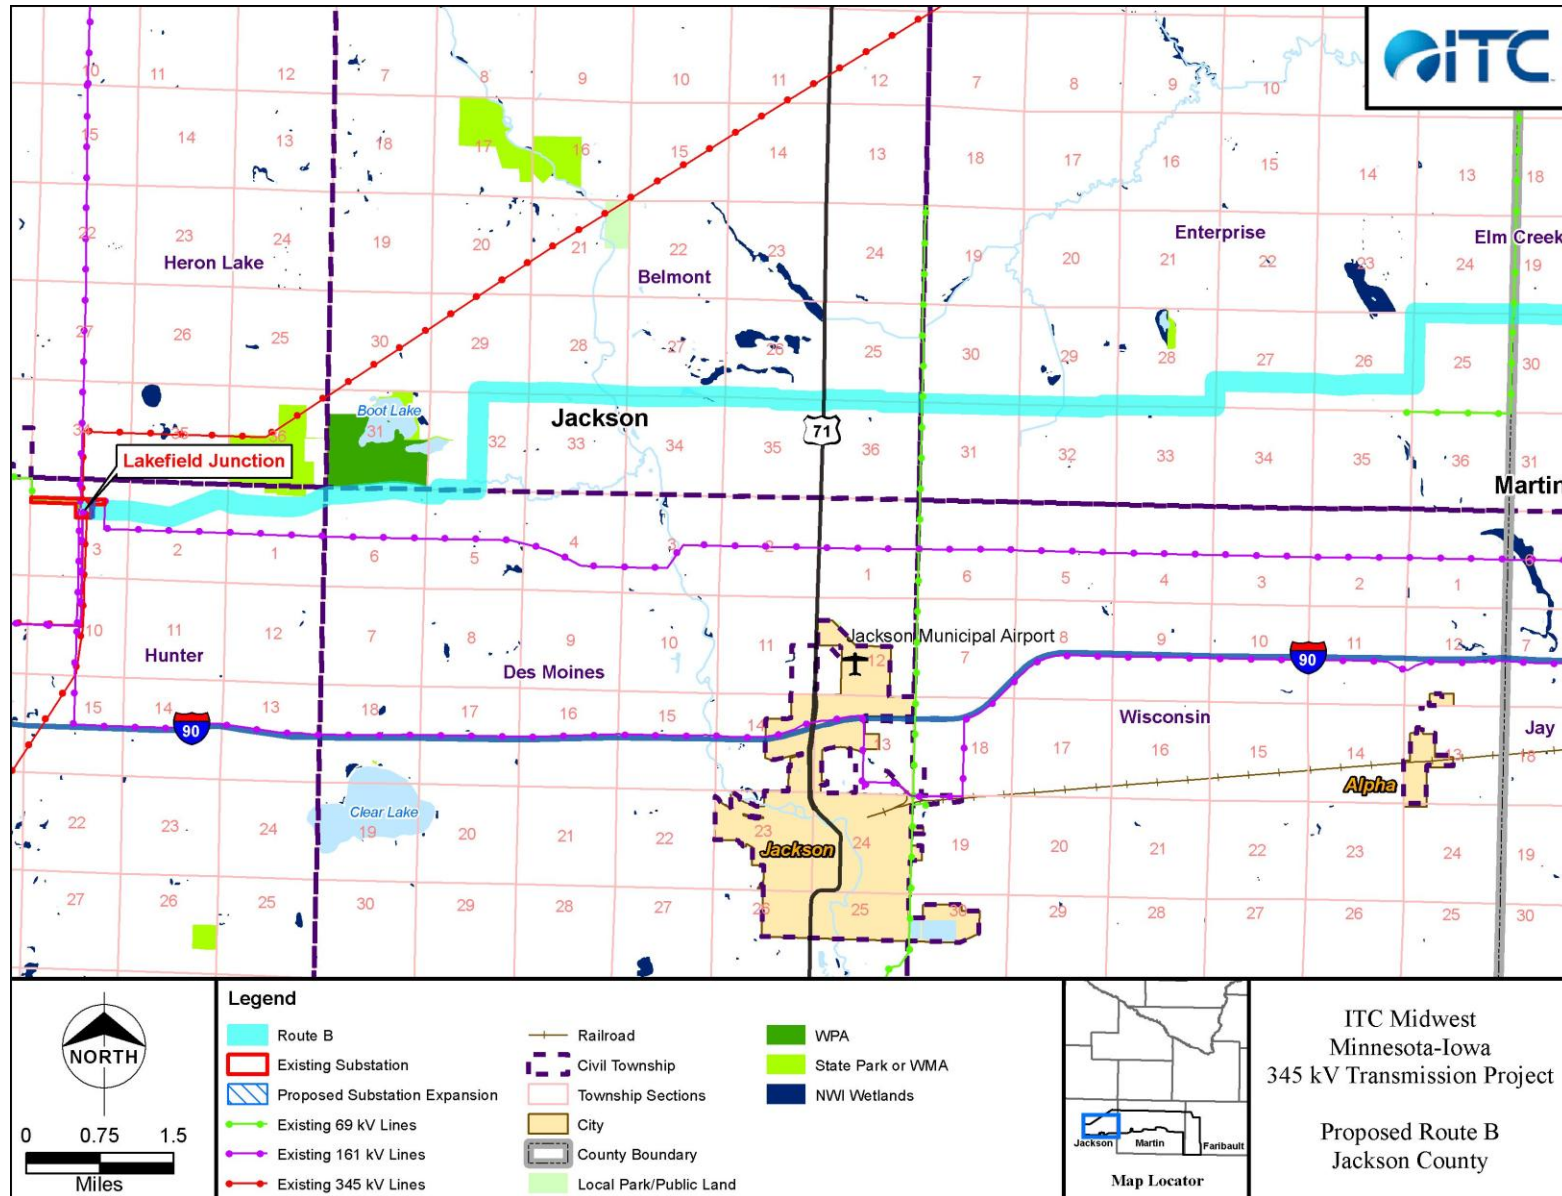 ITC
10 11 12 7 8 9 10 11 12 7 8 9 10
15 14 13 18 17 16 15 14 13 18 17 16 15 14 13 18
22 23 24 19 20 21 22 23 24 19 20 21 22 23 24 19
Heron Lake
Belmont
Enterprise
Elm Creek
27 26 25 30 29 28 27 26 25 30 29 28 27 26 25 30
Boot Lake
Jackson
71
34 35 36 31 32 33 34 35 36 31 32 33 34 35 36 31
Lakefield Junction
Martin
3 2 1 6 5 4 3 2 1 6 5 4 3 2 1 6
Jackson Municipal Airport
10 11 12 7 8 9 10 11 12 7 8 9 10 11 12 7
Hunter
Des Moines
90
15 14 13 18 17 16 15 14 13 18 17 16 15 14 13 18
90
Wisconsin
Jay
Alpha
Clear Lake
22 23 24 19 20 21 22 23 24 19 20 21 22 23 24 19
Jackson
27 26 25 30 29 28 27 26 25 30 29 28 27 26 25 30
NORTH
0 0.75 1.5
Miles
Legend
Route B
Existing Substation
Proposed Substation Expansion
Existing 69 kV Lines
Existing 161 kV Lines
Existing 345 kV Lines
Railroad
Civil Township
Township Sections
City
County Boundary
Local Park/Public Land
WPA
State Park or WMA
NWI Wetlands
Jackson Martin Faribault
Map Locator
ITC Midwest
Minnesota-Iowa
345 kV Transmission Project
Proposed Route B
Jackson County